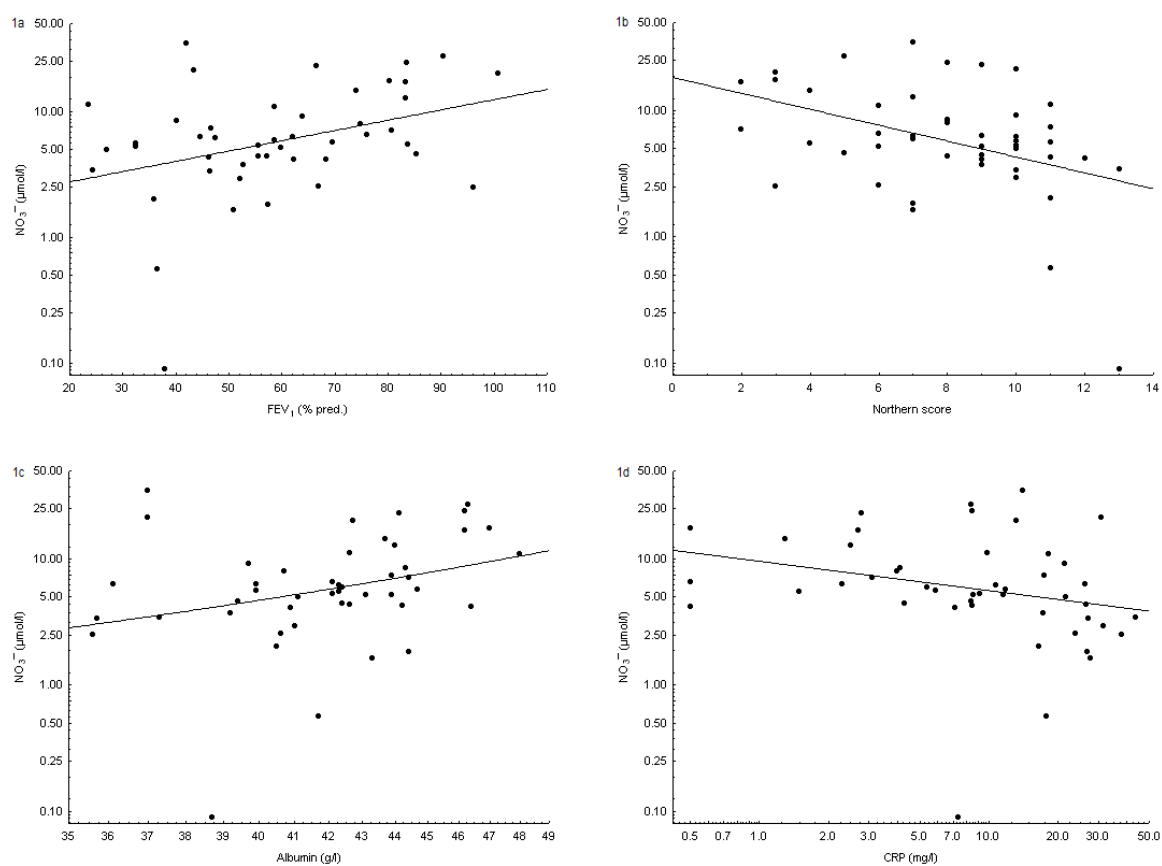 1a
50.00
25.00
10.00
5.00
2.50
1.00
0.50
0.25
0.10
NO₃⁻ (µmol/l)
20 30 40 50 60 70 80 90 100 110
FEV₁ (% pred.)
1b
50.00
25.00
10.00
5.00
2.50
1.00
0.50
0.25
0.10
NO₃⁻ (µmol/l)
0 2 4 6 8 10 12 14
Northern score
1c
50.00
25.00
10.00
5.00
2.50
1.00
0.50
0.25
0.10
NO₃⁻ (µmol/l)
35 36 37 38 39 40 41 42 43 44 45 46 47 48 49
Albumin (g/l)
1d
50.00
25.00
10.00
5.00
2.50
1.00
0.50
0.25
0.10
NO₃⁻ (µmol/l)
0.5 0.7 1.0 2.0 3.0 5.0 7.0 10.0 20.0 30.0 50.0
CRP (mg/l)